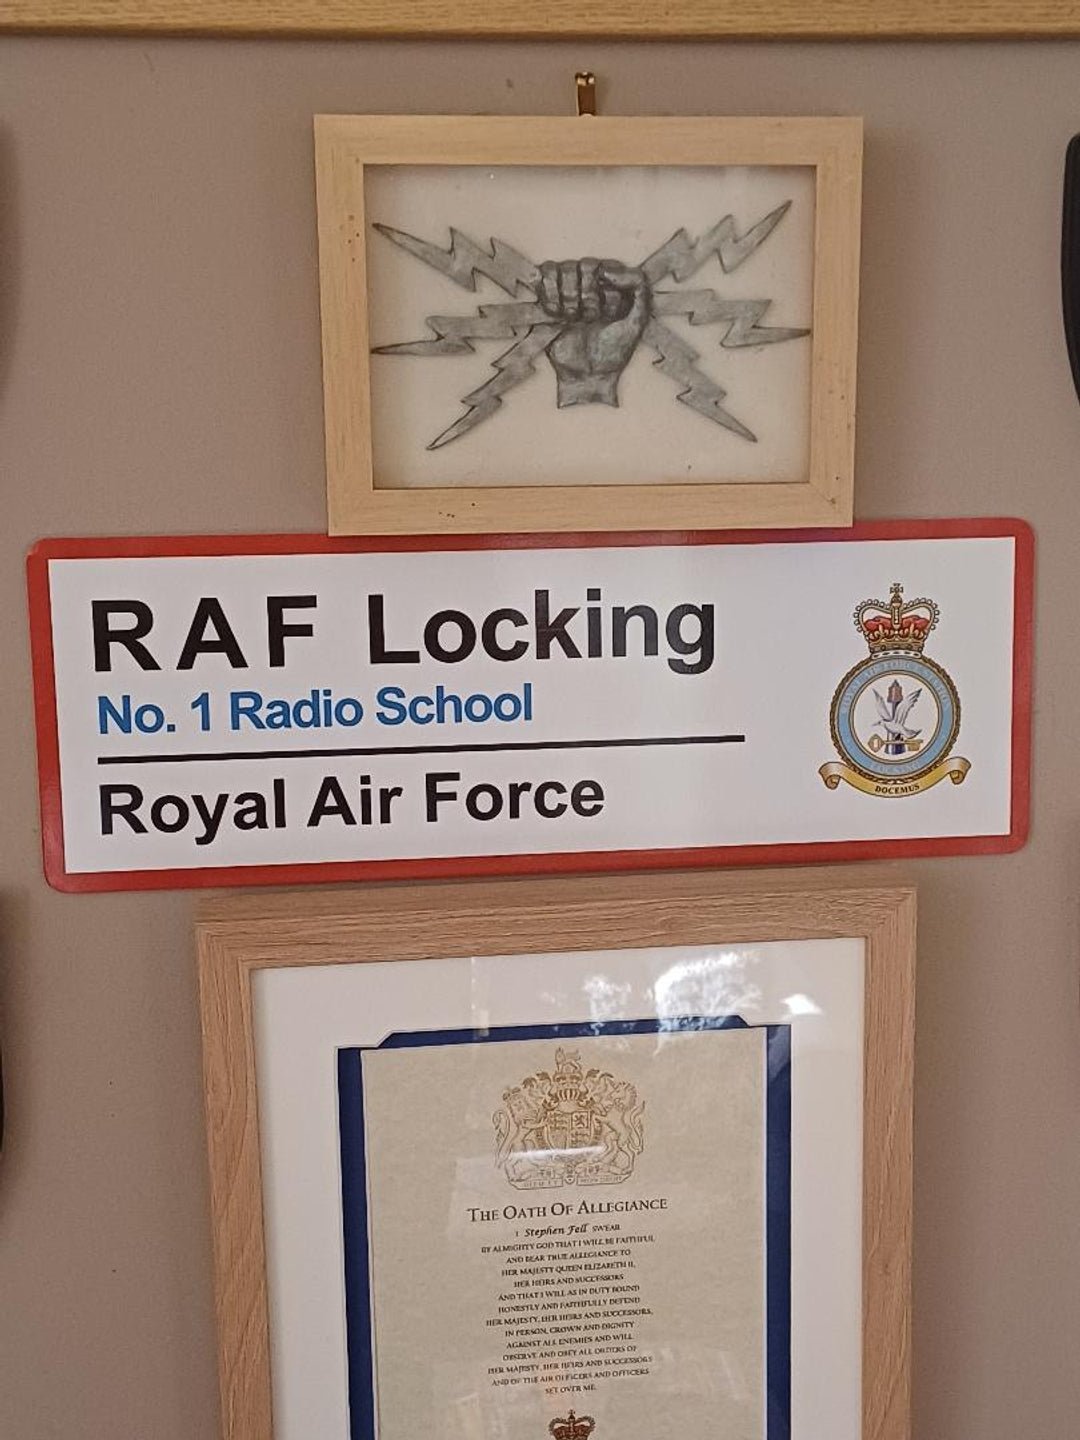 RAF Locking
No. 1 Radio School
Royal Air Force
DOCEMUS
THE OATH OF ALLEGIANCE
I Stephen Fell SWEAR
BY ALMIGHTY GOD THAT I WILL BE FAITHFUL
AND BEAR TRUE ALLEGIANCE TO
HER MAJESTY QUEEN ELIZABETH II,
HER HEIRS AND SUCCESSORS
AND THAT I WILL AS IN DUTY BOUND
HONESTLY AND FAITHFULLY DEFEND
HER MAJESTY, HER HEIRS AND SUCCESSORS,
IN PERSON, CROWN AND DIGNITY
AGAINST ALL ENEMIES AND WILL
OBSERVE AND OBEY ALL ORDERS OF
HER MAJESTY, HER HEIRS AND SUCCESSORS
AND OF THE AIR OFFICERS AND OFFICERS
SET OVER ME.